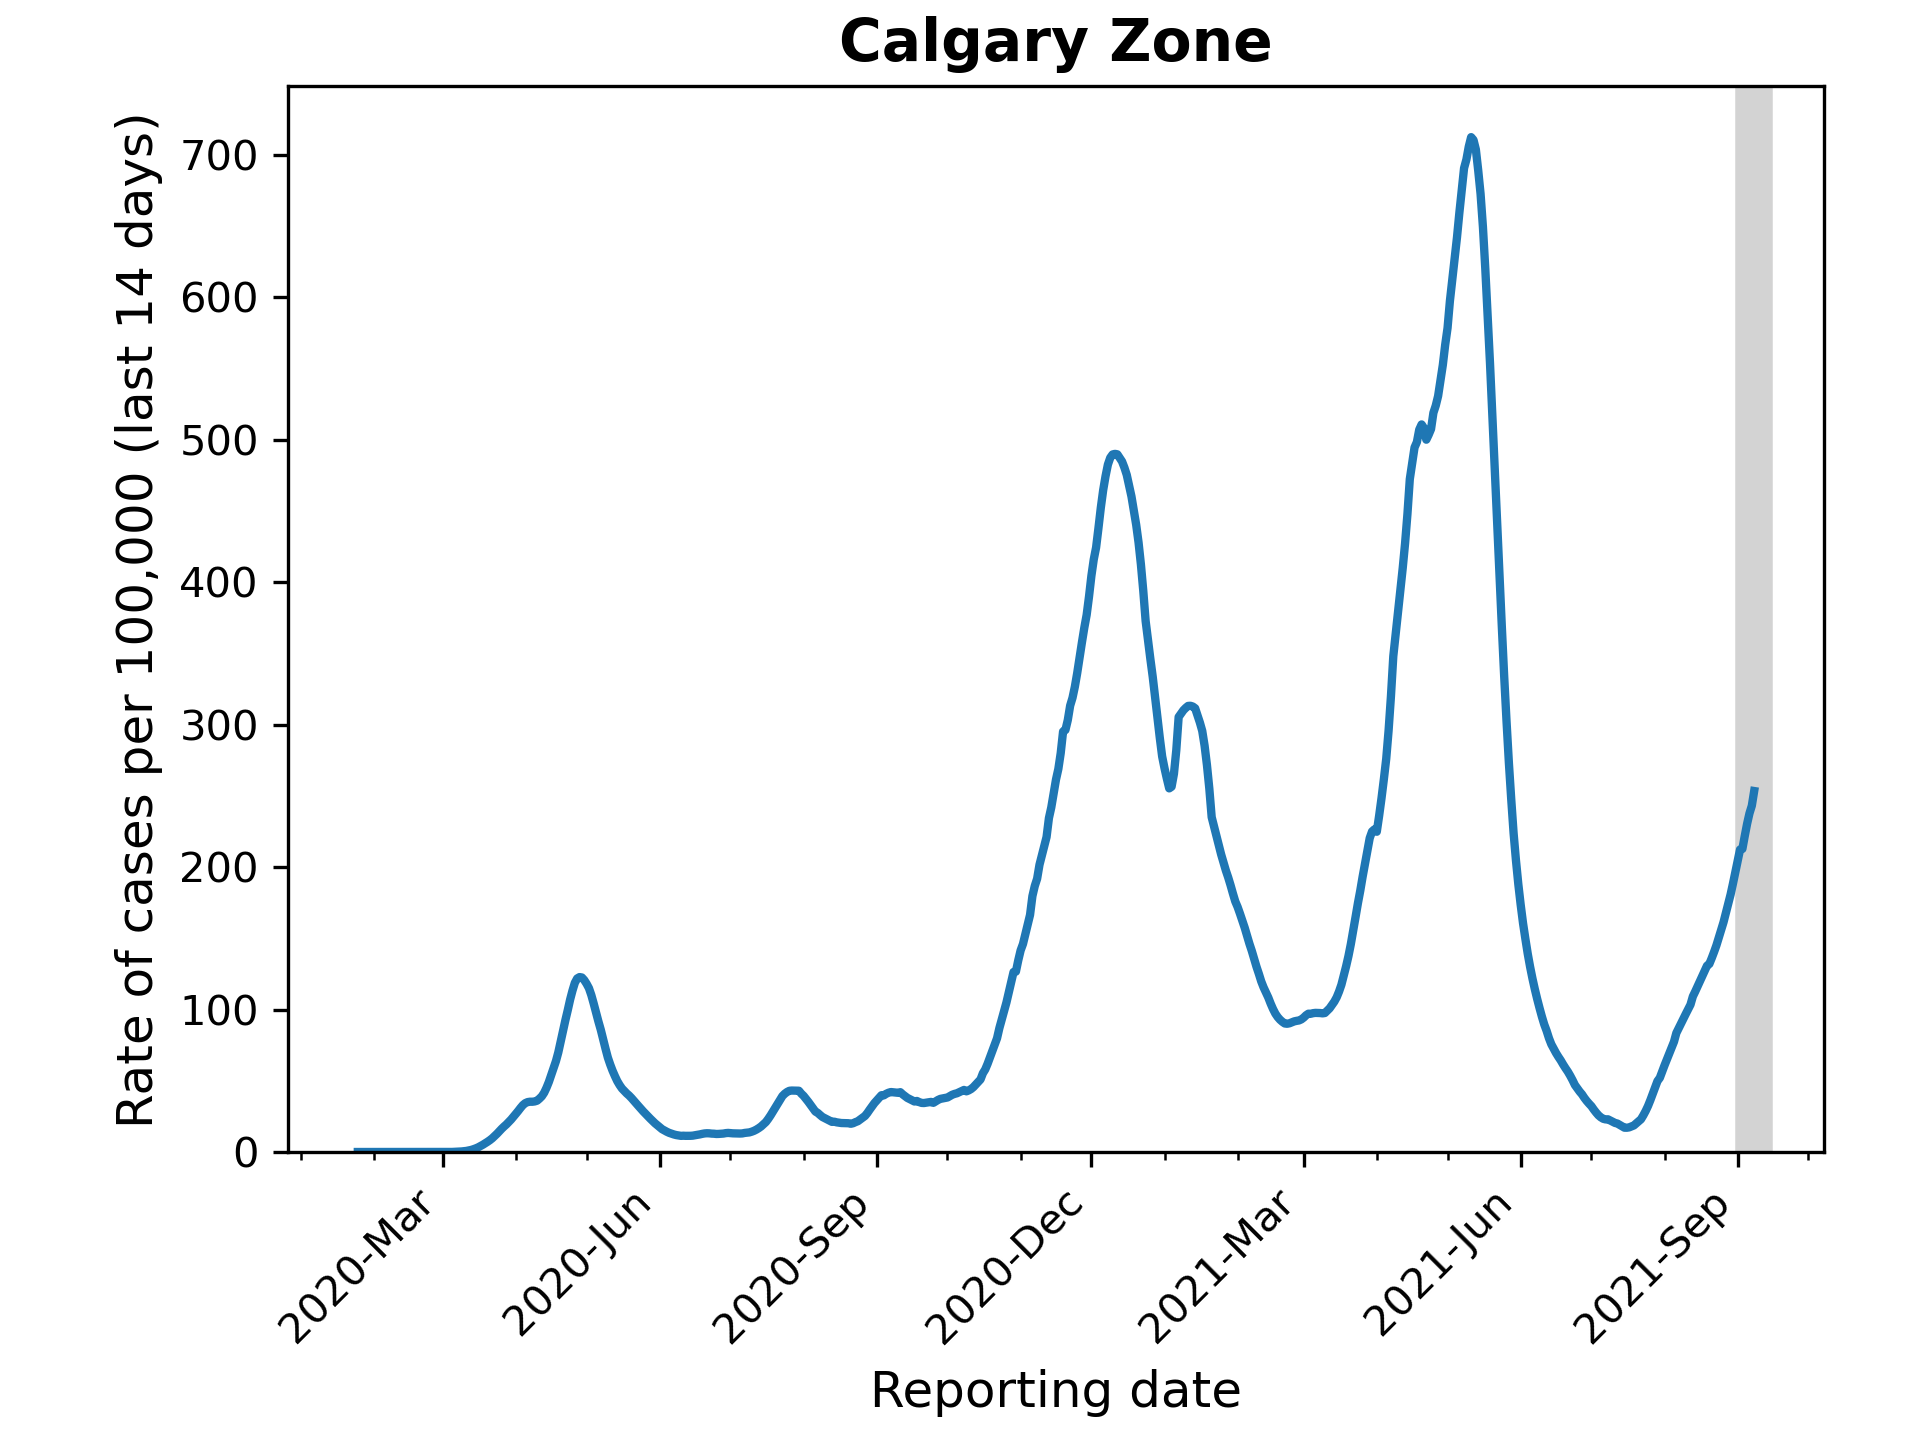 Calgary Zone
Rate of cases per 100,000 (last 14 days)
700
600
500
400
300
200
100
0
2020-Mar
2020-Jun
2020-Sep
2020-Dec
2021-Mar
2021-Jun
2021-Sep
Reporting date